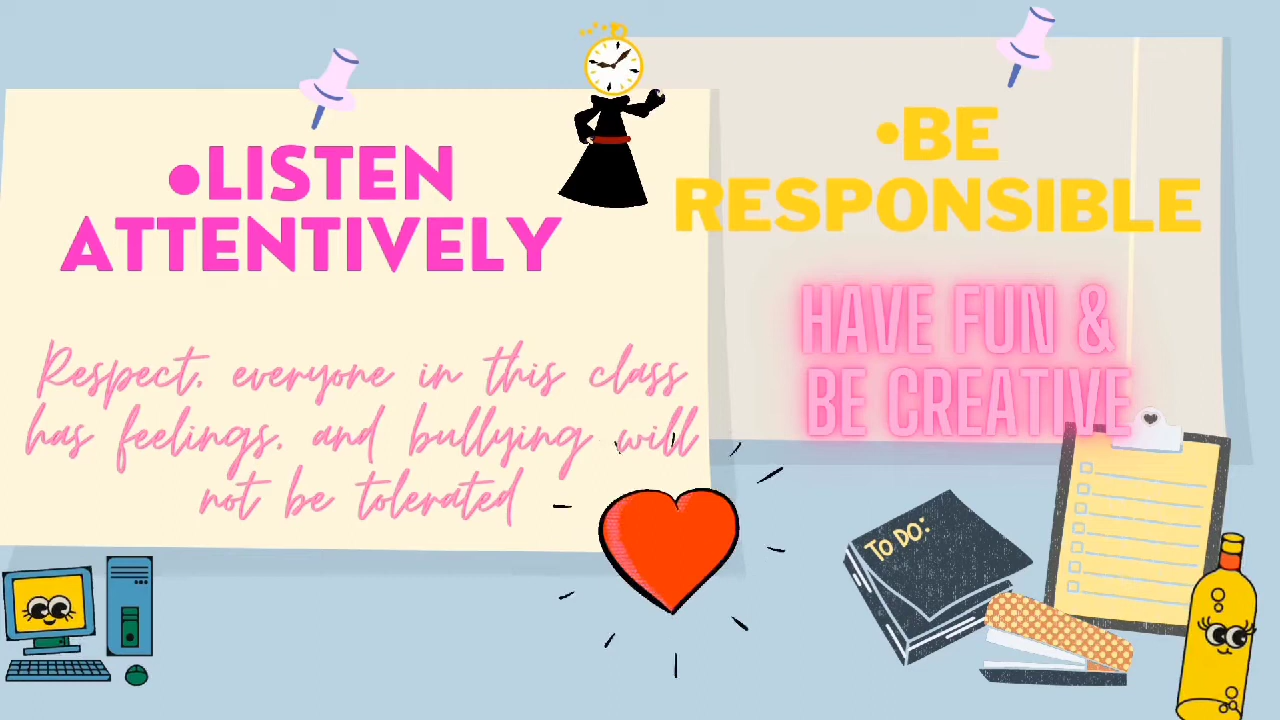 •LISTEN
ATTENTIVELY
Respect, everyone in this class
has feelings, and bullying will
not be tolerated
•BE
RESPONSIBLE
HAVE FUN &
BE CREATIVE
TO DO: